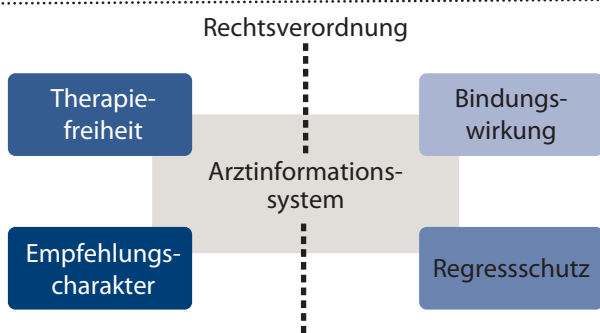 Rechtsverordnung
Therapie-
freiheit
Bindungs-
wirkung
Arztinformations-
system
Empfehlungs-
charakter
Regressschutz